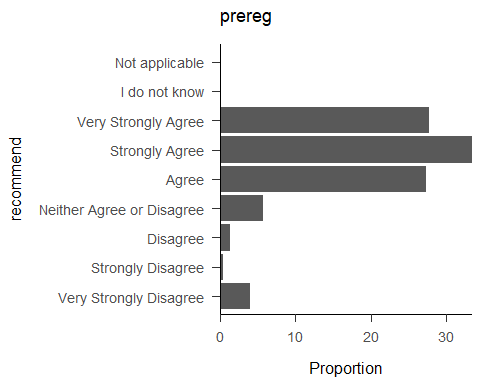 prereg
Not applicable
I do not know
Very Strongly Agree
Strongly Agree
Agree
Neither Agree or Disagree
Disagree
Strongly Disagree
Very Strongly Disagree
recommend
0 10 20 30
Proportion